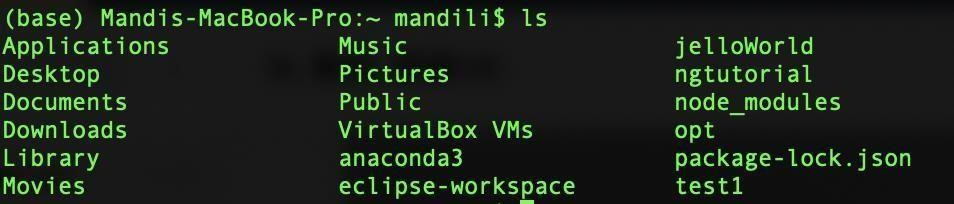 (base) Mandis-MacBook-Pro:~ mandili$ ls
Applications Music jelloWorld
Desktop Pictures ngtutorial
Documents Public node_modules
Downloads VirtualBox VMs opt
Library anaconda3 package-lock.json
Movies eclipse-workspace test1